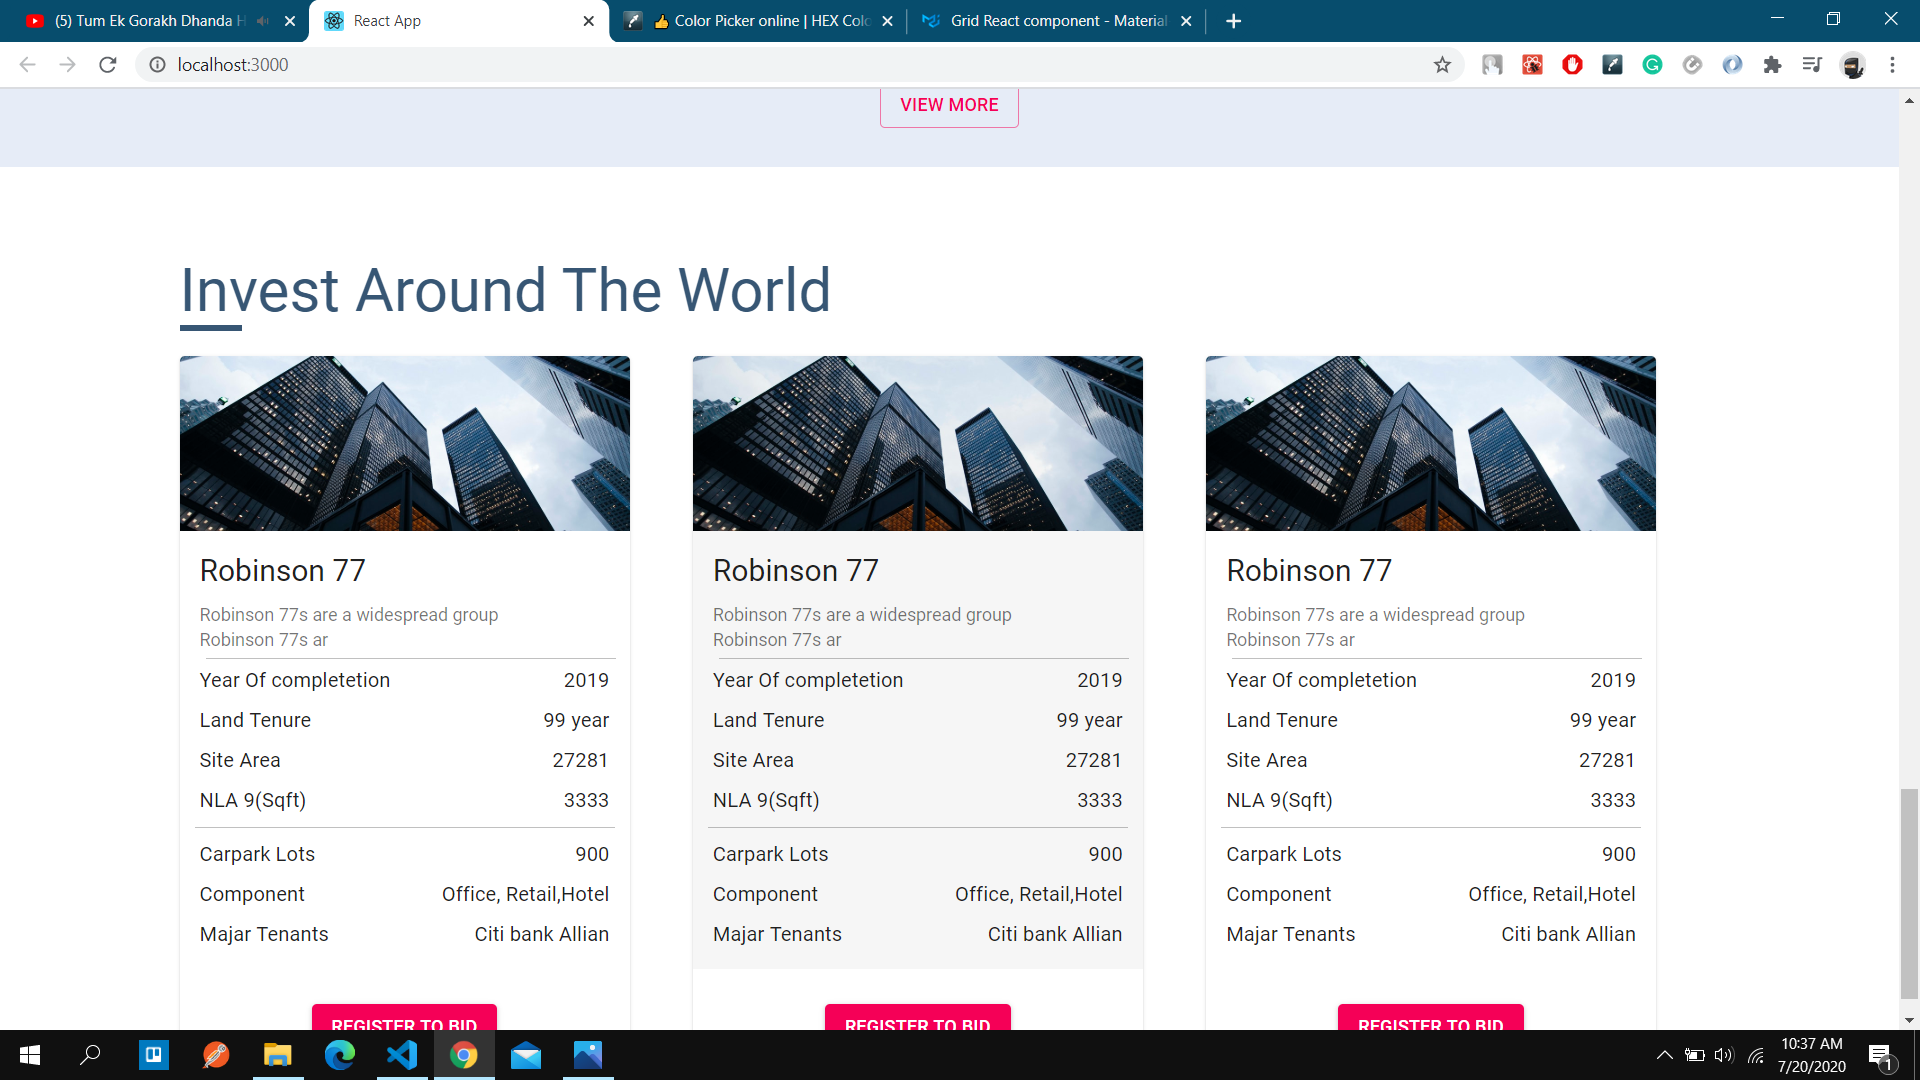 (5) Tum Ek Gorakh Dhanda H
React App
Color Picker online | HEX Colo
Grid React component - Material
localhost:3000
VIEW MORE
Invest Around The World
Robinson 77
Robinson 77s are a widespread group
Robinson 77s ar
Year Of completetion 2019
Land Tenure 99 year
Site Area 27281
NLA 9(Sqft) 3333
Carpark Lots 900
Component Office, Retail,Hotel
Majar Tenants Citi bank Allian
REGISTER TO BID
Robinson 77
Robinson 77s are a widespread group
Robinson 77s ar
Year Of completetion 2019
Land Tenure 99 year
Site Area 27281
NLA 9(Sqft) 3333
Carpark Lots 900
Component Office, Retail,Hotel
Majar Tenants Citi bank Allian
REGISTER TO BID
Robinson 77
Robinson 77s are a widespread group
Robinson 77s ar
Year Of completetion 2019
Land Tenure 99 year
Site Area 27281
NLA 9(Sqft) 3333
Carpark Lots 900
Component Office, Retail,Hotel
Majar Tenants Citi bank Allian
REGISTER TO BID
10:37 AM
7/20/2020
1